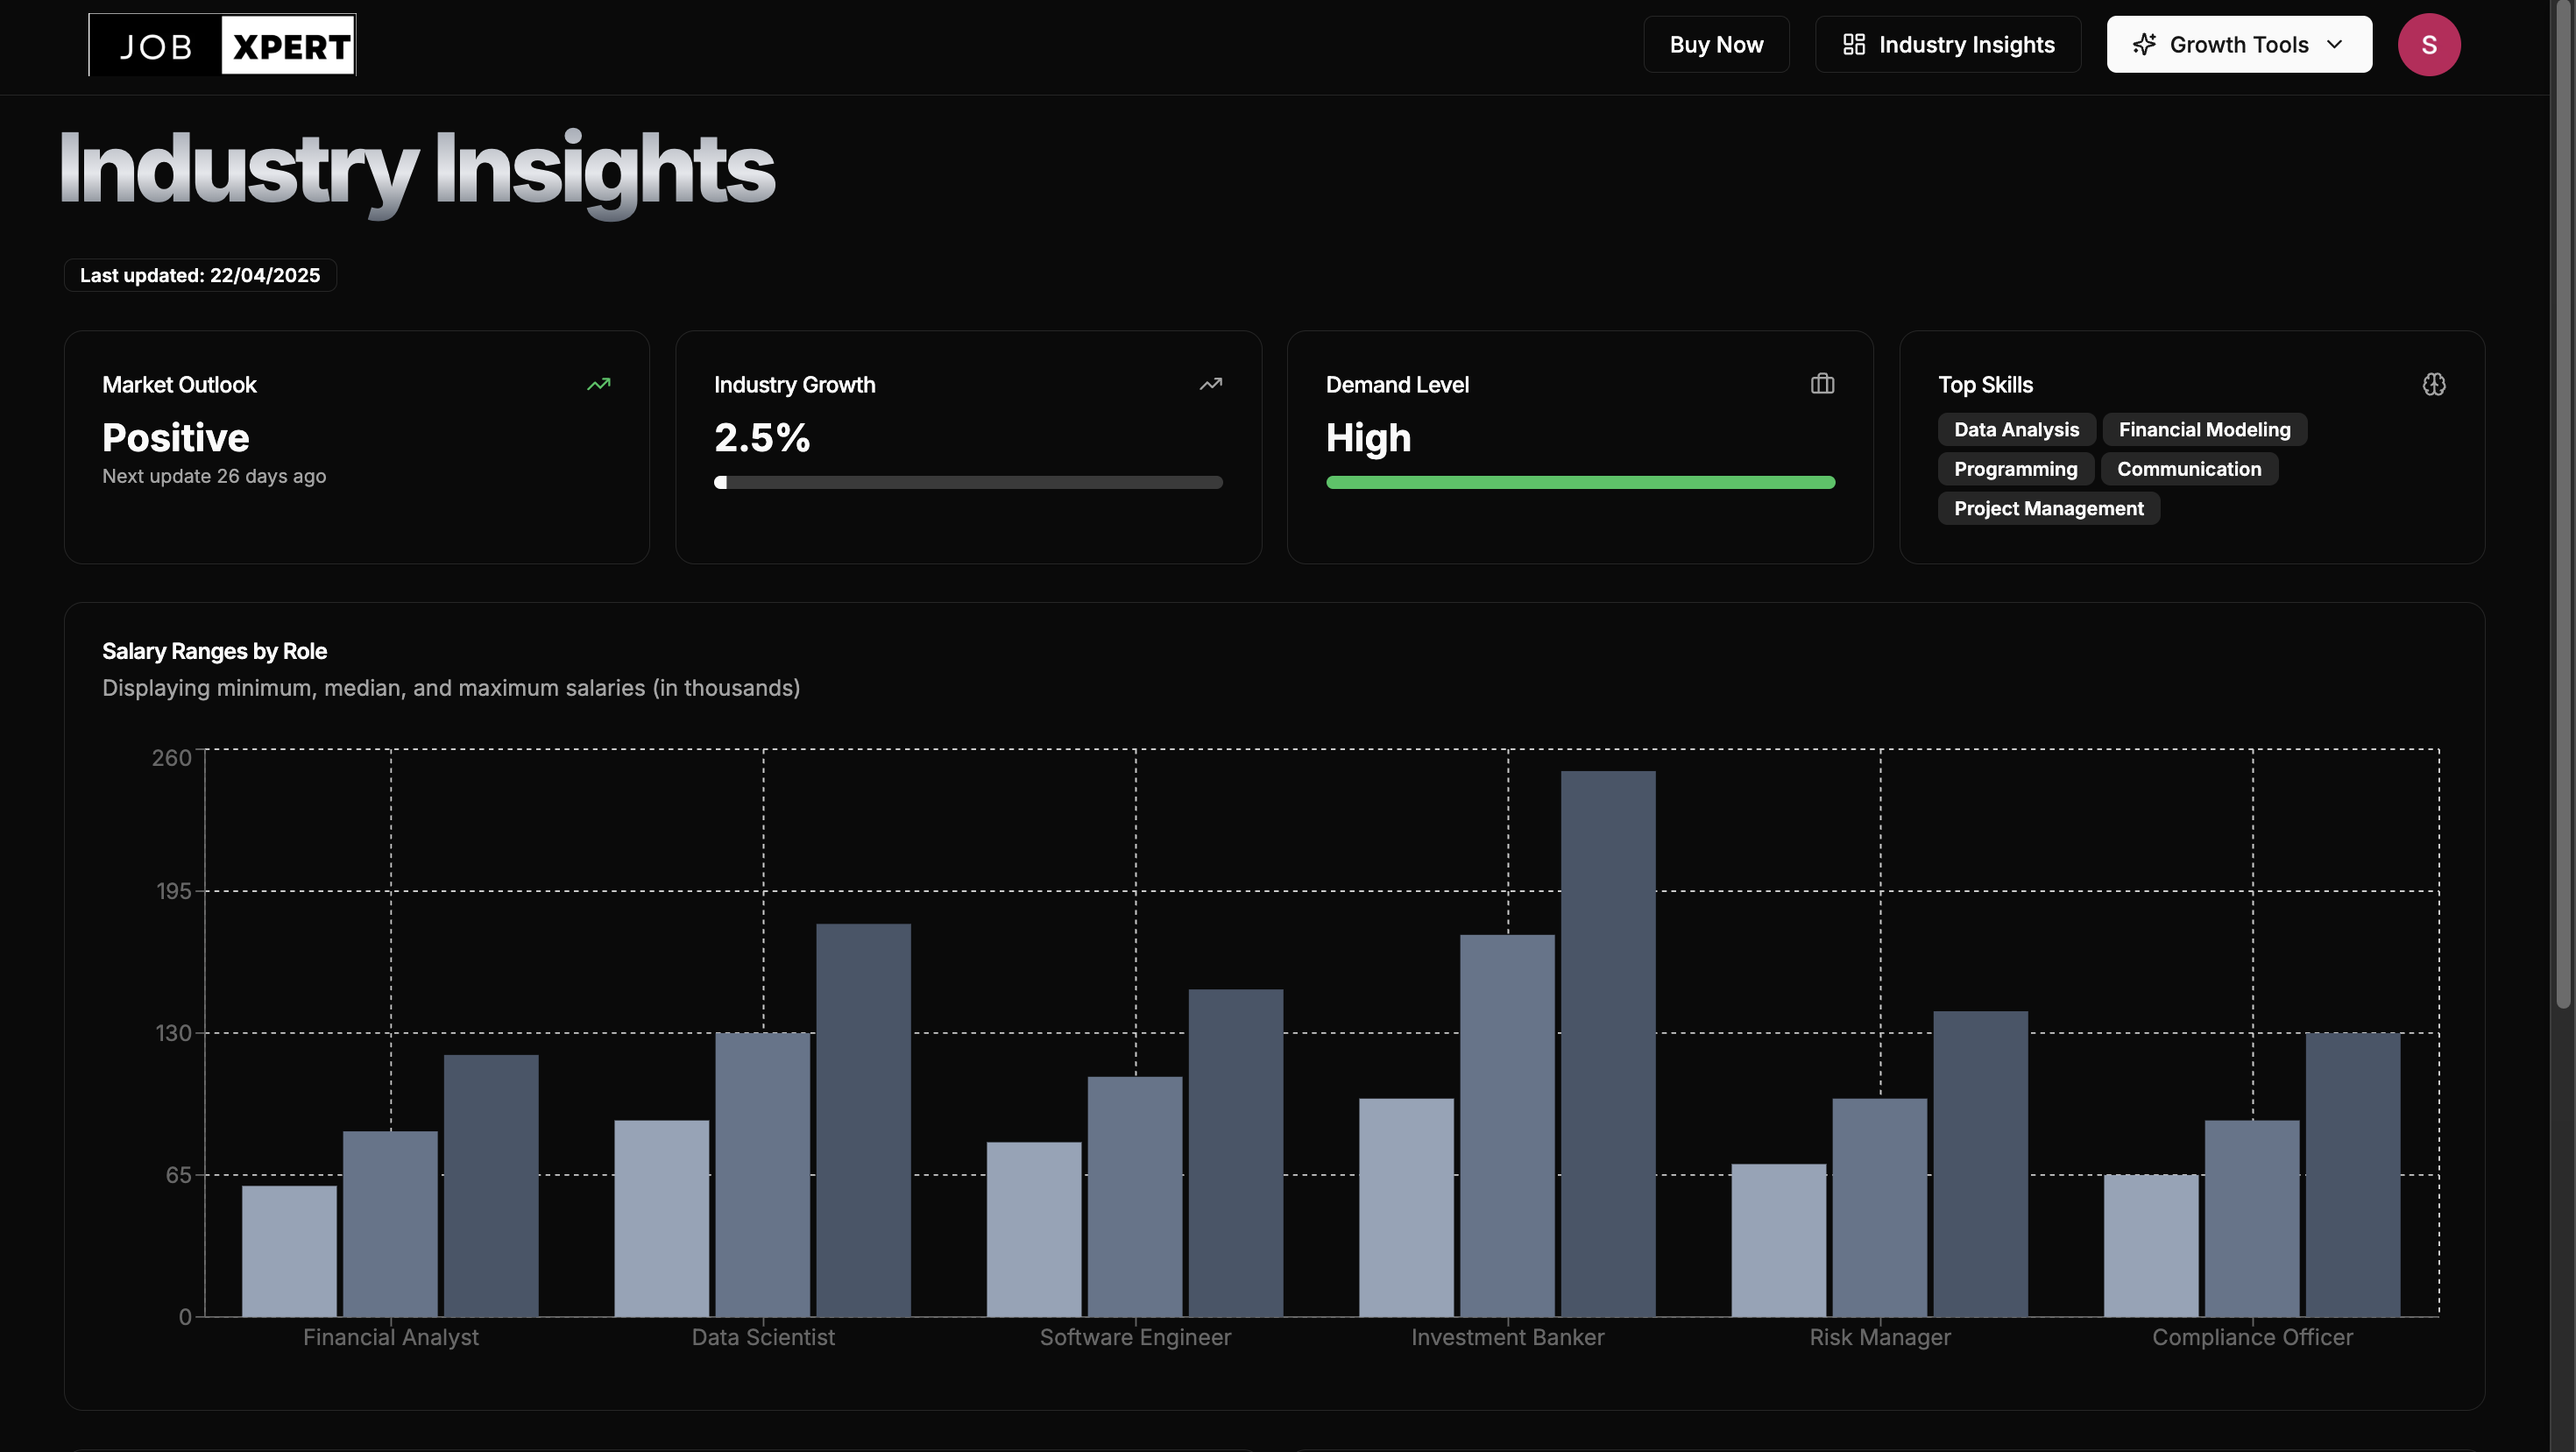 JOB XPERT
Buy Now
Industry Insights
Growth Tools
S
Industry Insights
Last updated: 22/04/2025
Market Outlook
Positive
Next update 26 days ago
Industry Growth
2.5%
Demand Level
High
Top Skills
Data Analysis
Financial Modeling
Programming
Communication
Project Management
Salary Ranges by Role
Displaying minimum, median, and maximum salaries (in thousands)
260
195
130
65
0
Financial Analyst
Data Scientist
Software Engineer
Investment Banker
Risk Manager
Compliance Officer